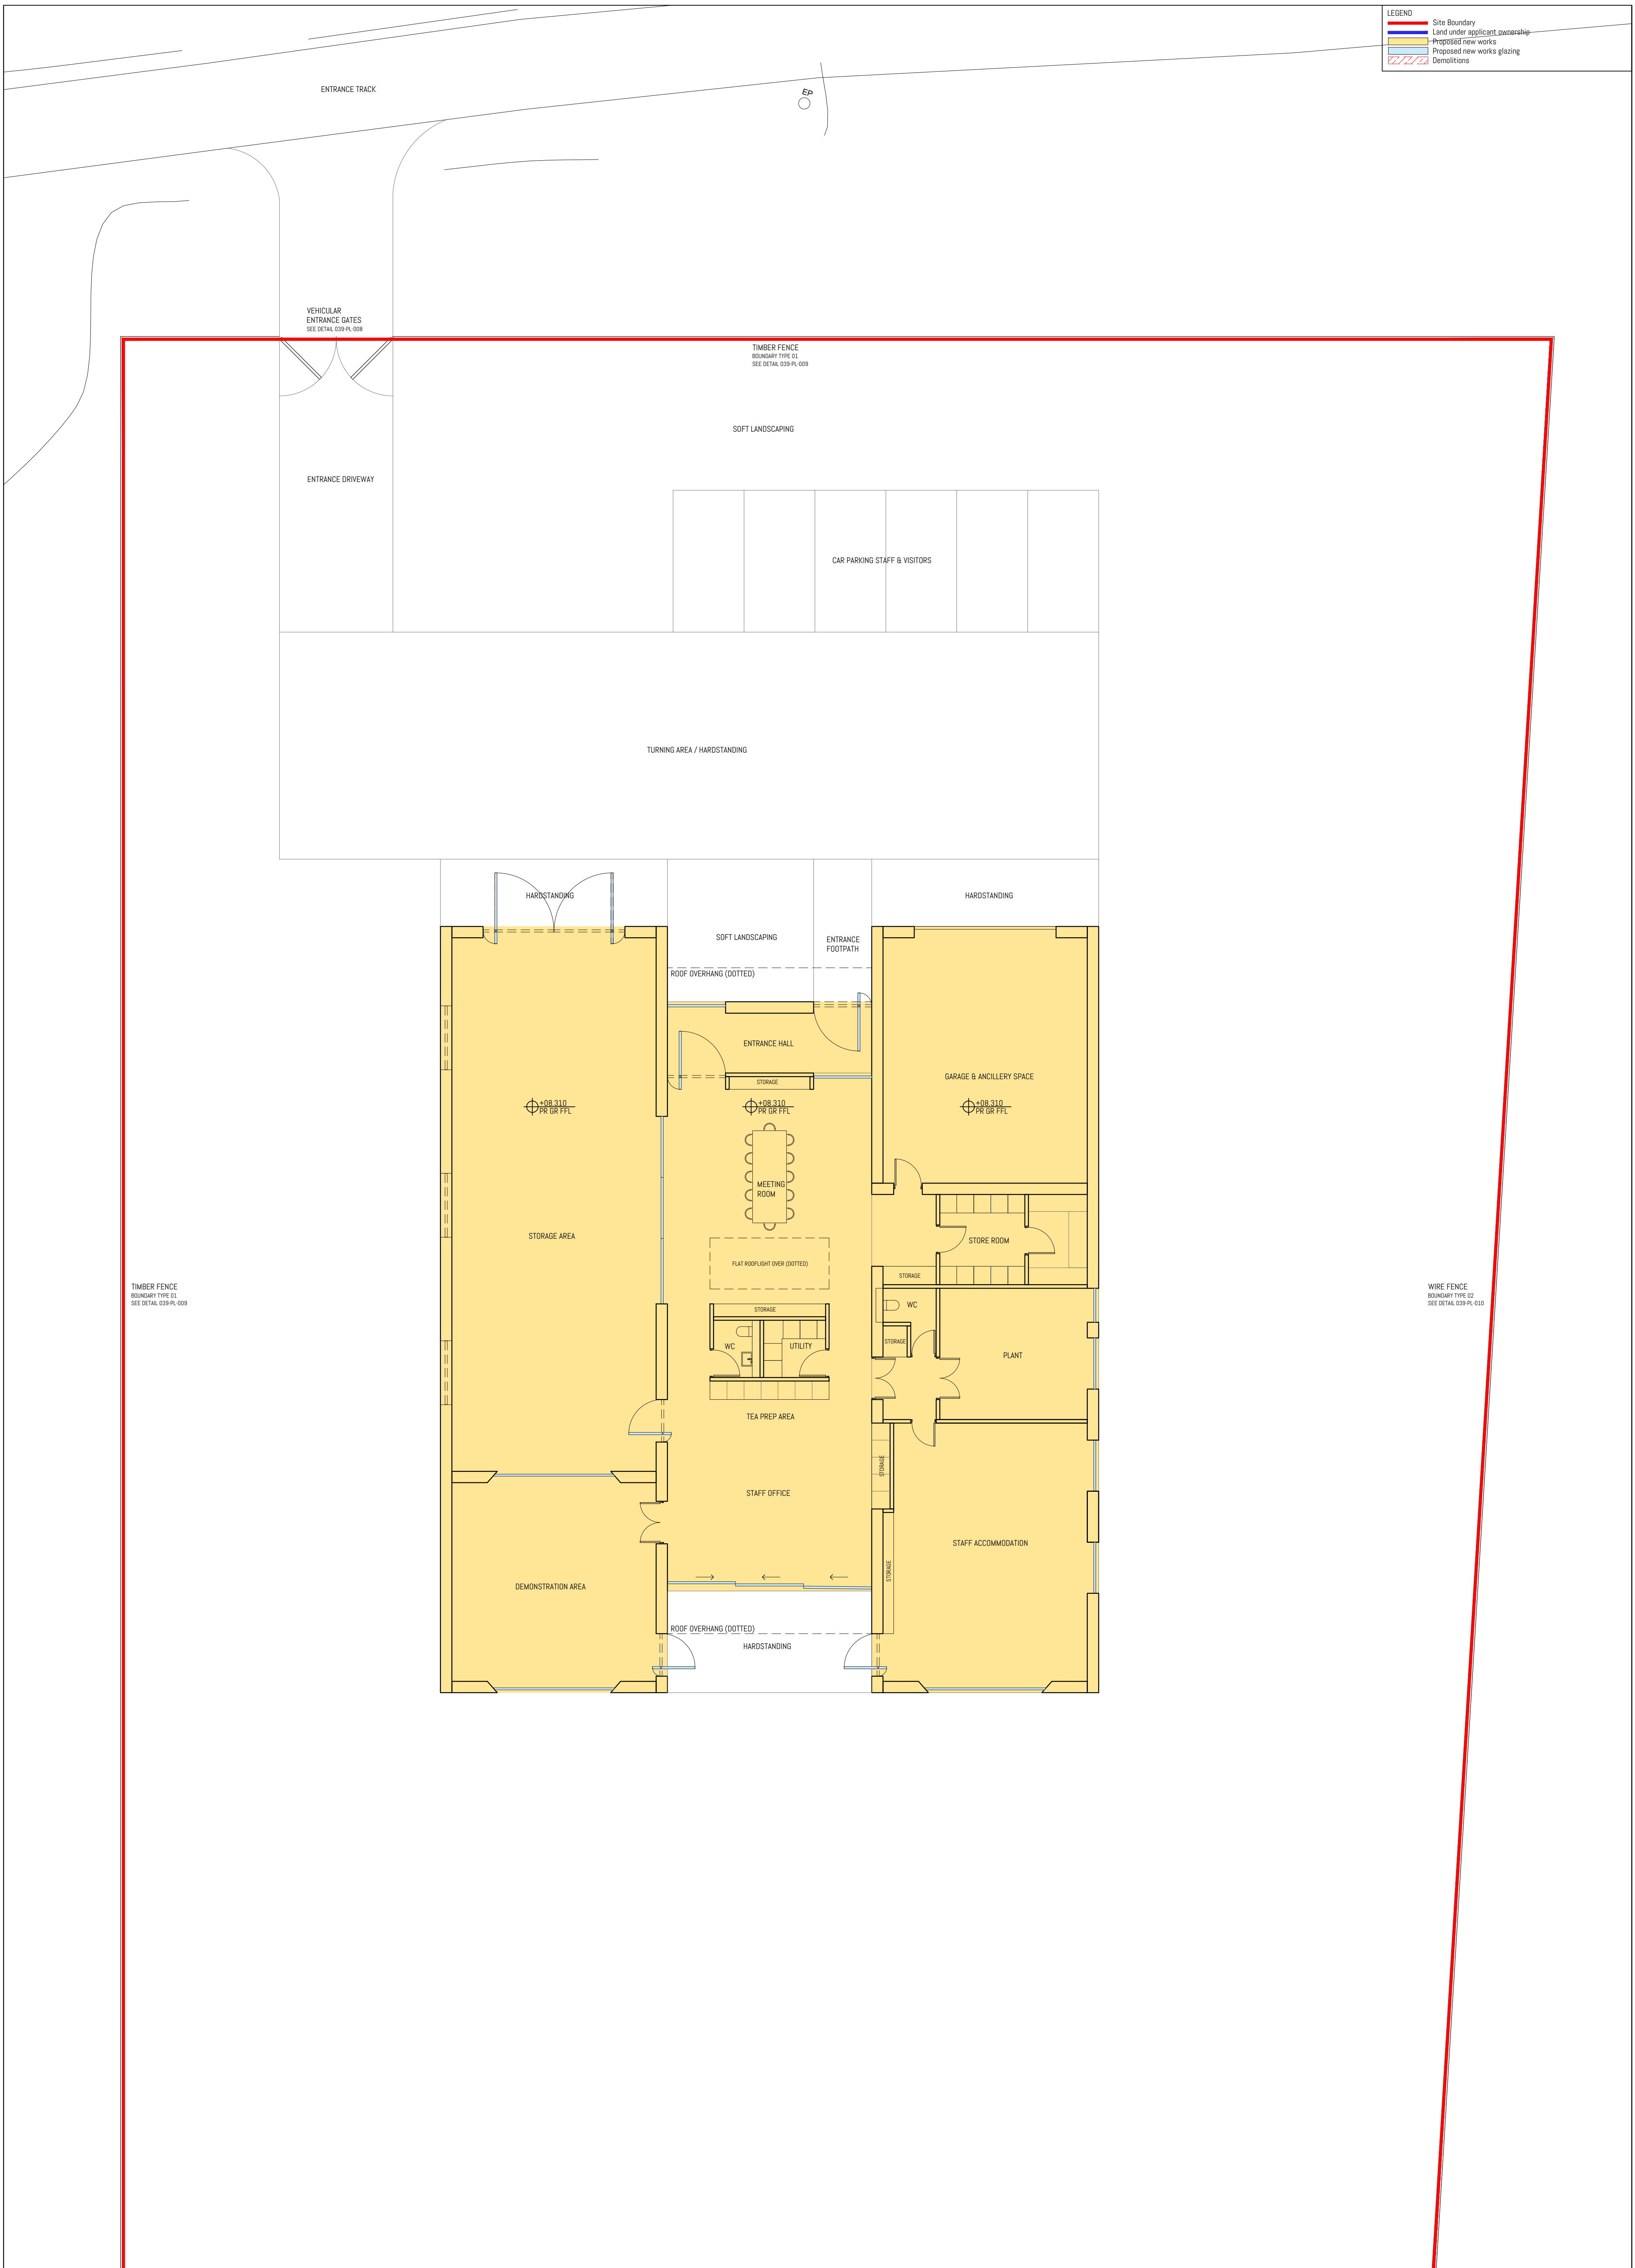 LEGEND
Site Boundary
Land under applicant ownership
Proposed new works
Proposed new works glazing
Demolitions
ENTRANCE TRACK
EP
VEHICULAR
ENTRANCE GATES
SEE DETAIL 039-PL-008
TIMBER FENCE
BOUNDARY TYPE 01
SEE DETAIL 039-PL-009
SOFT LANDSCAPING
ENTRANCE DRIVEWAY
CAR PARKING STAFF & VISITORS
TURNING AREA / HARDSTANDING
HARDSTANDING
HARDSTANDING
SOFT LANDSCAPING
ENTRANCE
FOOTPATH
ROOF OVERHANG (DOTTED)
ENTRANCE HALL
STORAGE
GARAGE & ANCILLERY SPACE
+08.310
PR GR FFL
+08.310
PR GR FFL
+08.310
PR GR FFL
MEETING
ROOM
STORAGE AREA
STORE ROOM
FLAT ROOFLIGHT OVER (DOTTED)
STORAGE
TIMBER FENCE
BOUNDARY TYPE 01
SEE DETAIL 039-PL-009
WIRE FENCE
BOUNDARY TYPE 02
SEE DETAIL 039-PL-010
STORAGE
WC
WC
UTILITY
STORAGE
PLANT
TEA PREP AREA
STORAGE
STAFF OFFICE
STAFF ACCOMMODATION
STORAGE
DEMONSTRATION AREA
ROOF OVERHANG (DOTTED)
HARDSTANDING